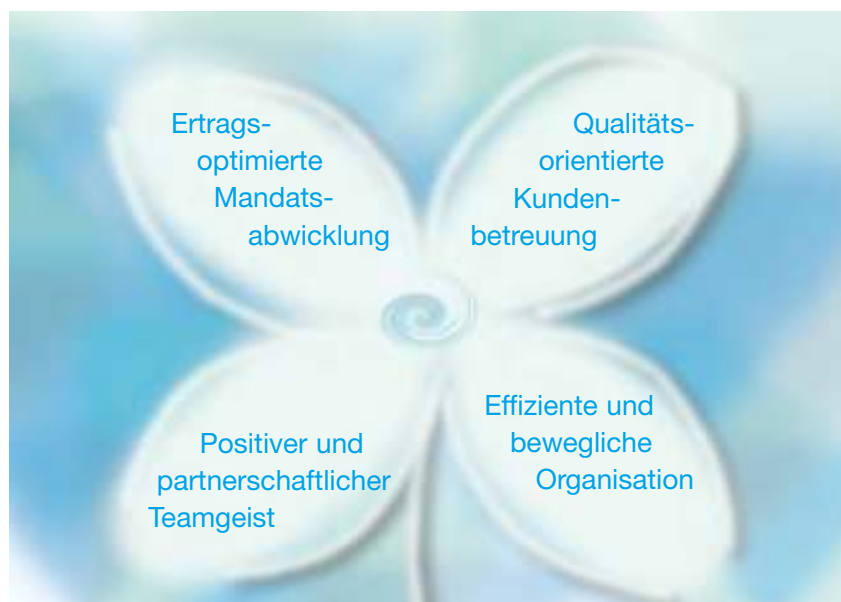 Ertrags-
optimierte
Mandats-
abwicklung
Qualitäts-
orientierte
Kunden-
betreuung
Positiver und
partnerschaftlicher
Teamgeist
Effiziente und
bewegliche
Organisation